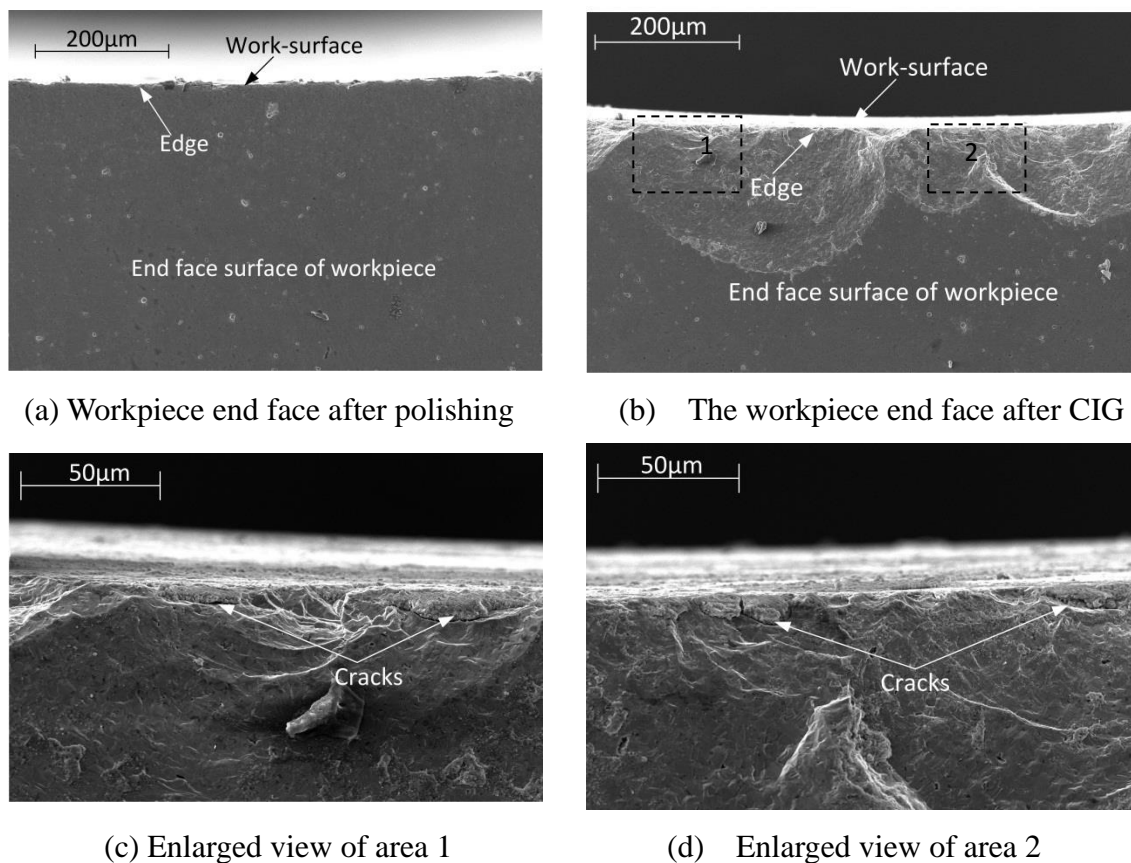 200μm
Work-surface
Edge
End face surface of workpiece
(a) Workpiece end face after polishing
200μm
Work-surface
1
2
Edge
End face surface of workpiece
(b) The workpiece end face after CIG
50μm
Cracks
(c) Enlarged view of area 1
50μm
Cracks
(d) Enlarged view of area 2